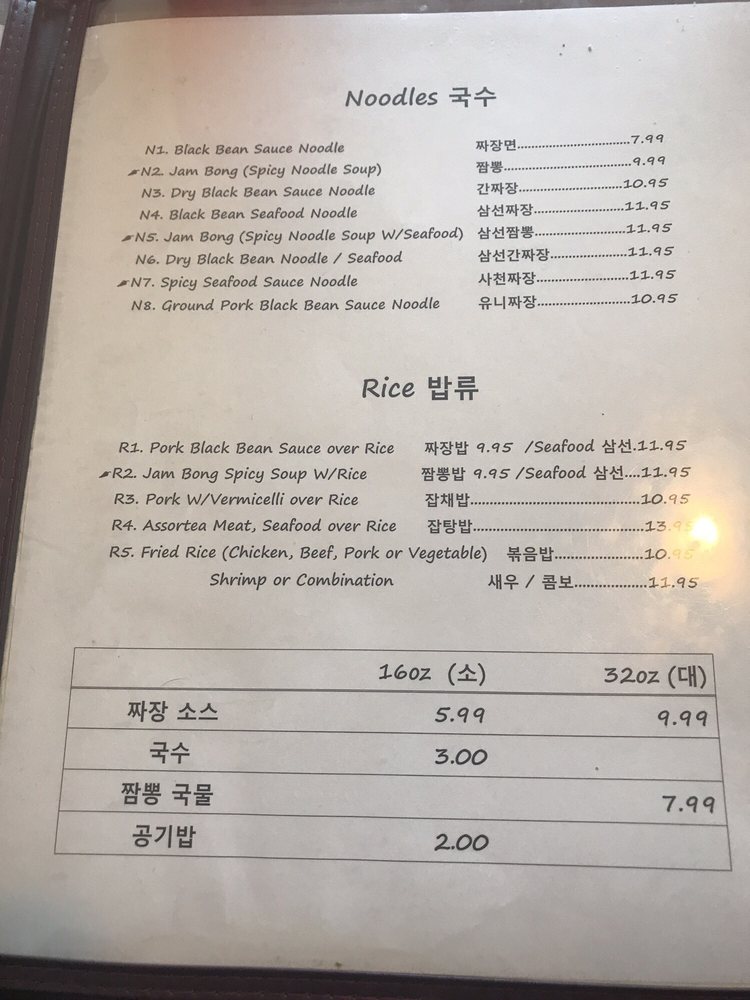 Noodles 국수
N1. Black Bean Sauce Noodle 짜장면..............................7.99
N2. Jam Bong (Spicy Noodle Soup) 짬뽕..................................9.99
N3. Dry Black Bean Sauce Noodle 간짜장............................10.95
N4. Black Bean Seafood Noodle 삼선짜장........................11.95
N5. Jam Bong (Spicy Noodle Soup W/Seafood) 삼선짬뽕........................11.95
N6. Dry Black Bean Noodle / Seafood 삼선간짜장....................11.95
N7. Spicy Seafood Sauce Noodle 사천짜장........................11.95
N8. Ground Pork Black Bean Sauce Noodle 유니짜장.........................10.95
Rice 밥류
R1. Pork Black Bean Sauce over Rice 짜장밥 9.95 /Seafood 삼선.11.95
R2. Jam Bong Spicy Soup W/Rice 짬뽕밥 9.95 /Seafood 삼선....11.95
R3. Pork W/Vermicelli over Rice 잡채밥......................................10.95
R4. Assortea Meat, Seafood over Rice 잡탕밥......................................13.95
R5. Fried Rice (Chicken, Beef, Pork or Vegetable) 볶음밥....................10.95
Shrimp or Combination 새우 / 콤보..................11.95
16oz (소) 32oz (대)
짜장 소스 5.99 9.99
국수 3.00
짬뽕 국물 7.99
공기밥 2.00